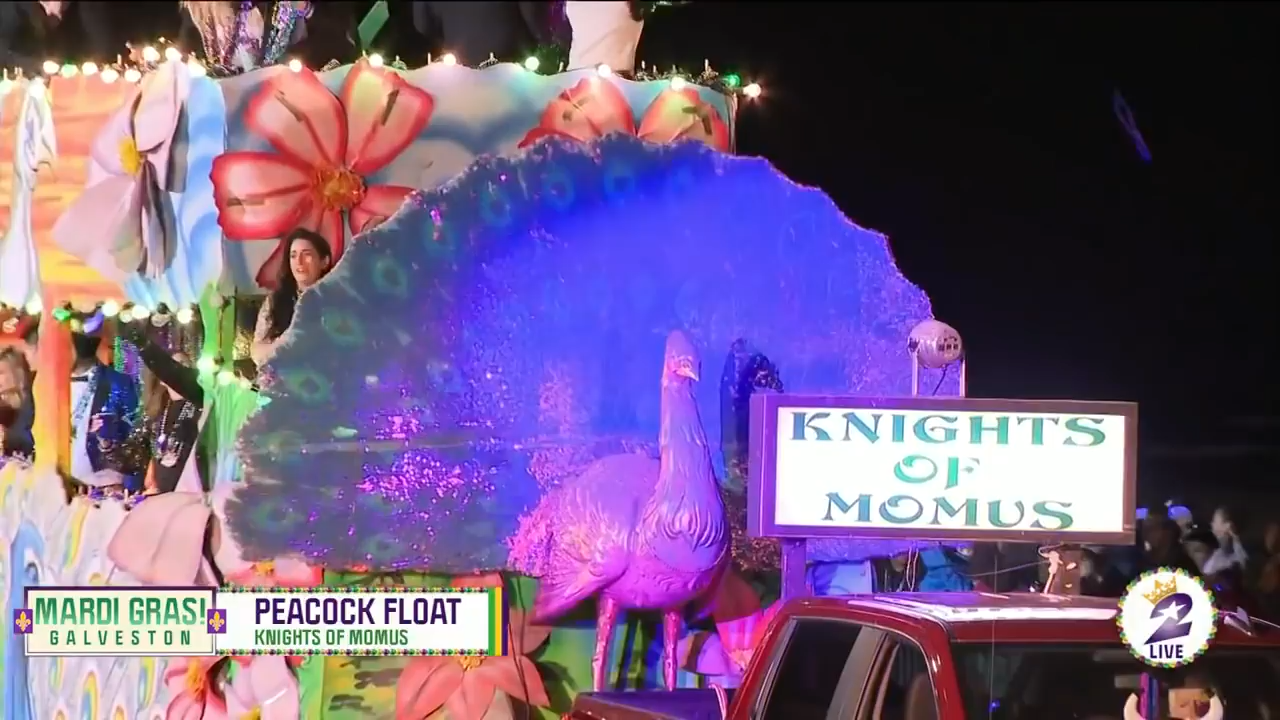 KNIGHTS
OF
MOMUS
MARDI GRAS!
GALVESTON
PEACOCK FLOAT
KNIGHTS OF MOMUS
2
LIVE